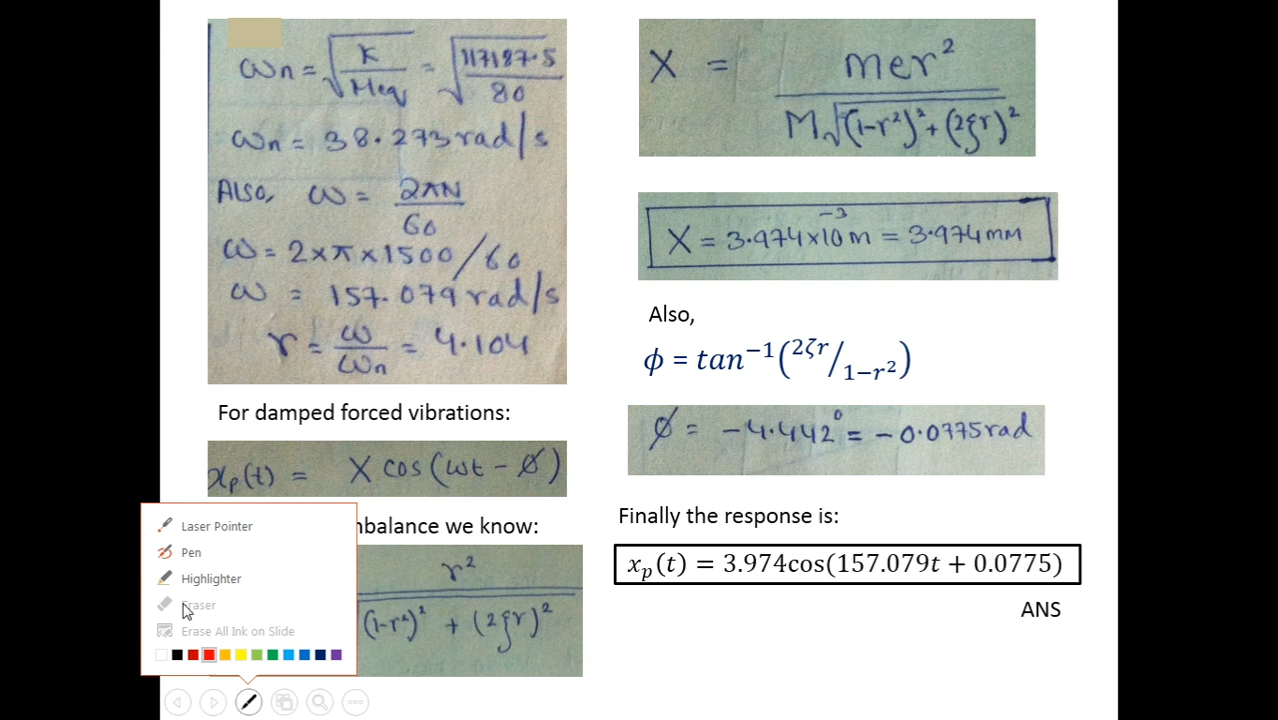 ωn = √(K/Meq) = √(117187.5/80)
ωn = 38.273 rad/s
ALSO, ω = 2πN/60
ω = 2×π×1500/60
ω = 157.079 rad/s
r = ω/ωn = 4.104
For damped forced vibrations:
xp(t) = X cos(ωt - ϕ)
nbalance we know:
r²
(1-r²)² + (2ξr)²
Laser Pointer
Pen
Highlighter
Eraser
Erase All Ink on Slide
X = mer² / M√(1-r²)² + (2ξr)²
X = 3.974×10⁻³ m = 3.974 mm
Also,
ϕ = tan⁻¹(2ζr/1−r²)
ϕ = -4.442° = -0.0775 rad
Finally the response is:
xₚ(t) = 3.974cos(157.079t + 0.0775)
ANS